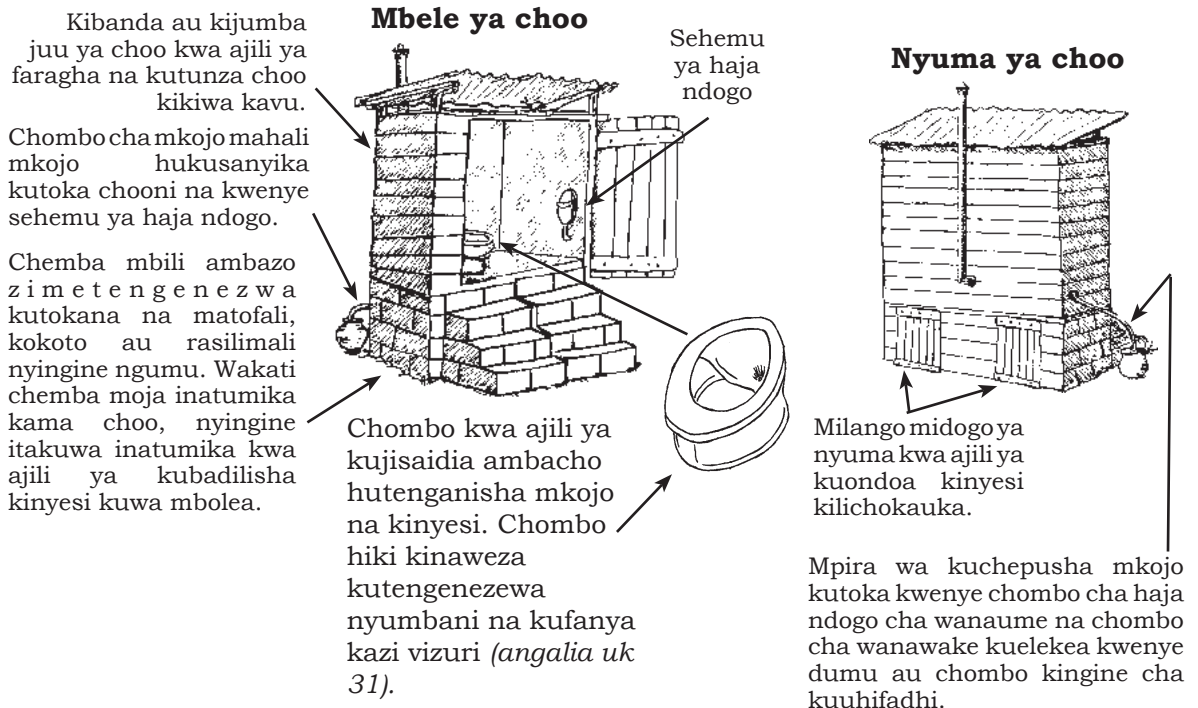 Mbele ya choo
Kibanda au kijumba
juu ya choo kwa ajili ya
faragha na kutunza choo
kikiwa kavu.
Chombo cha mkojo mahali
mkojo hukusanyika
kutoka chooni na kwenye
sehemu ya haja ndogo.
Chemba mbili ambazo
zimetengenezwa
kutokana na matofali,
kokoto au rasilimali
nyingine ngumu. Wakati
chemba moja inatumika
kama choo, nyingine
itakuwa inatumika kwa
ajili ya kubadilisha
kinyesi kuwa mbolea.
Sehemu
ya haja
ndogo
Chombo kwa ajili ya
kujisaidia ambacho
hutenganisha mkojo
na kinyesi. Chombo
hiki kinaweza
kutengenezewa
nyumbani na kufanya
kazi vizuri (angalia uk
31).
Nyuma ya choo
Milango midogo ya
nyuma kwa ajili ya
kuondoa kinyesi
kilichokauka.
Mpira wa kuchepusha mkojo
kutoka kwenye chombo cha haja
ndogo cha wanaume na chombo
cha wanawake kuelekea kwenye
dumu au chombo kingine cha
kuuhifadhi.